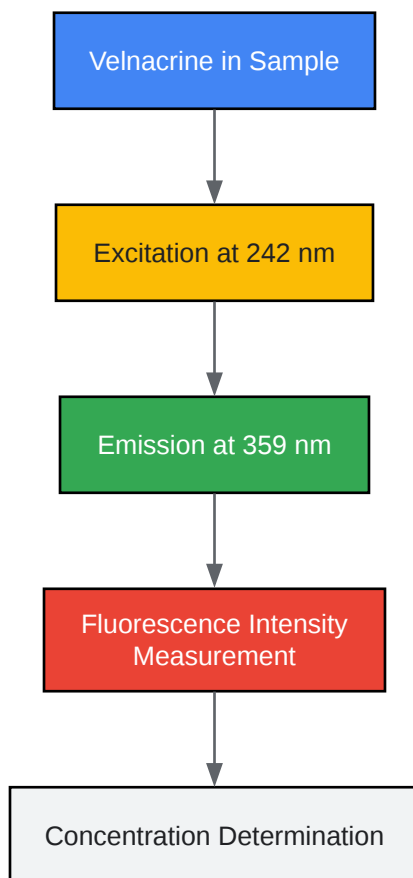 Velnacrine in Sample
Excitation at 242 nm
Emission at 359 nm
Fluorescence Intensity
Measurement
Concentration Determination